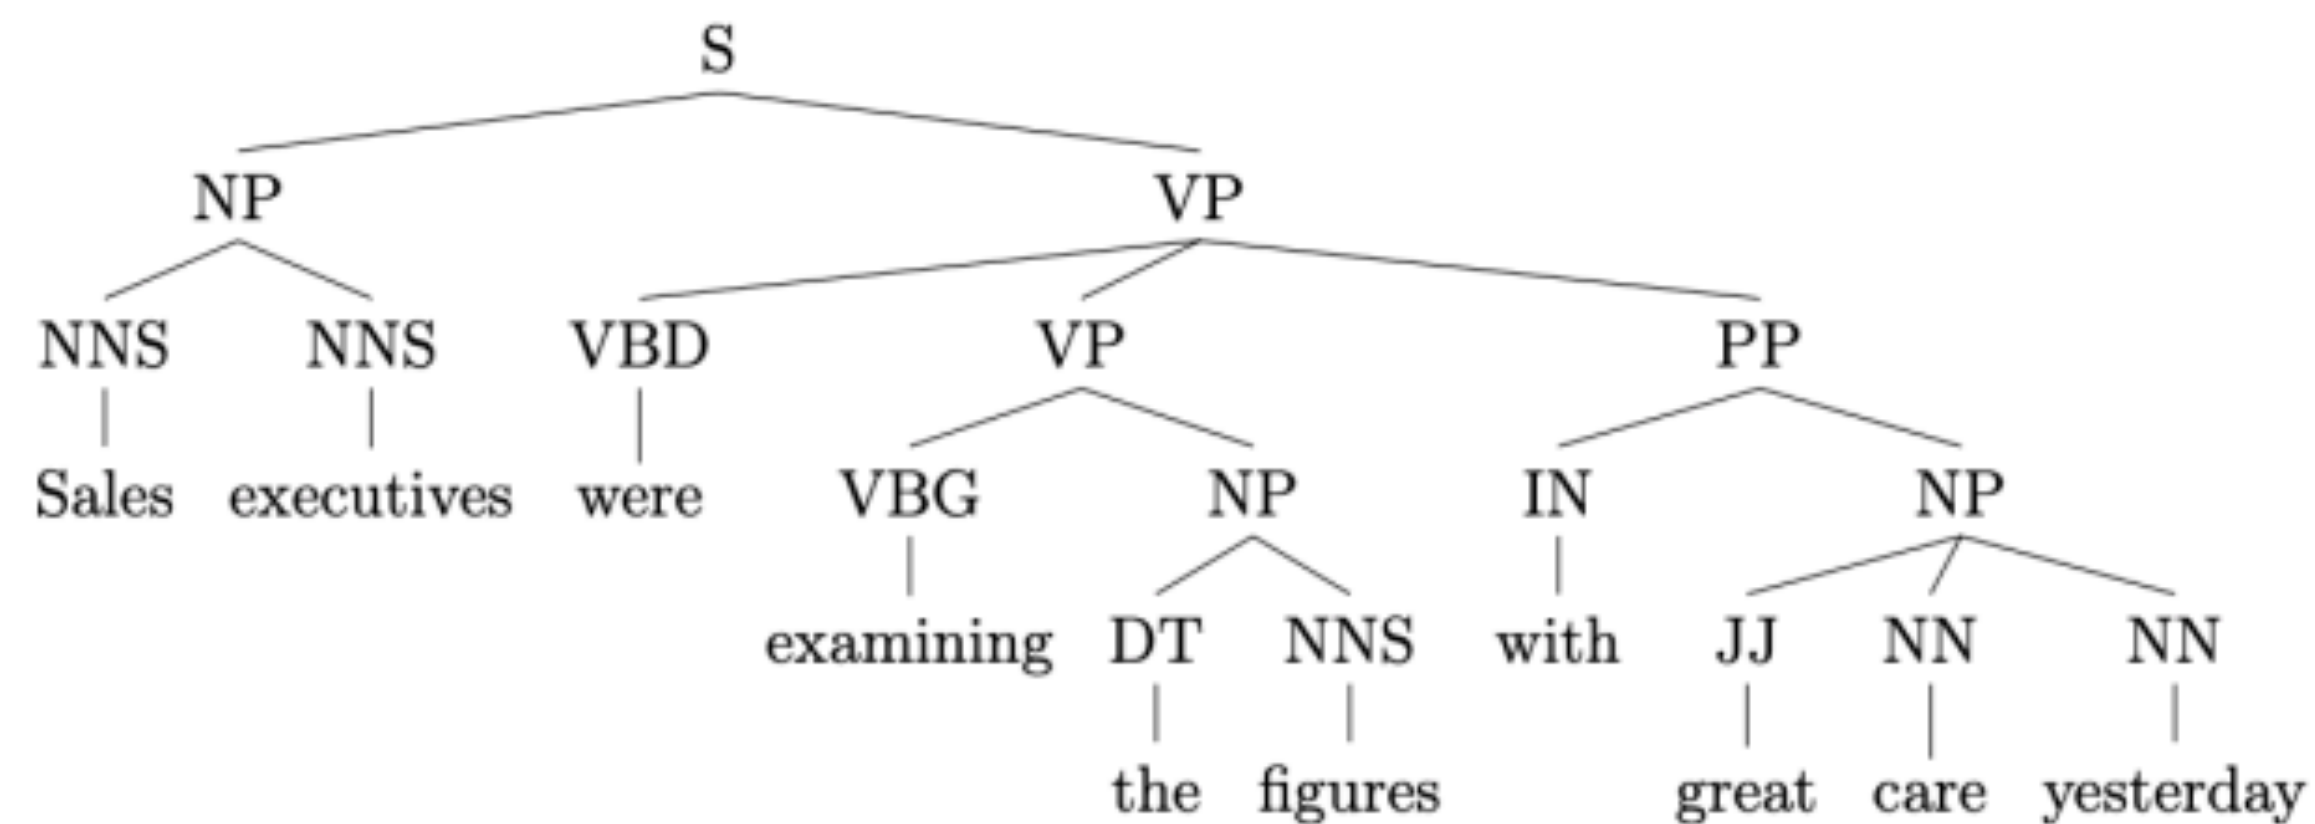 S
NP VP
NNS NNS VBD VP PP
Sales executives were VBG NP IN NP
examining DT NNS with JJ NN NN
the figures great care yesterday